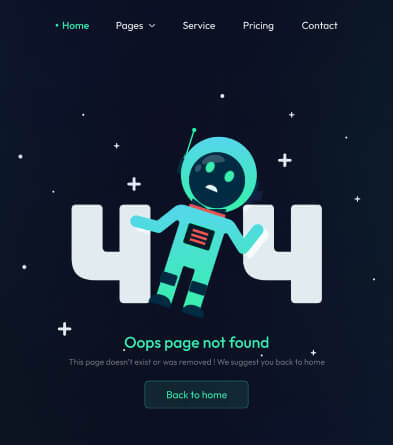 Home Pages Service Pricing Contact
4 4
Oops page not found
This page doesn't exist or was removed ! We suggest you back to home
Back to home